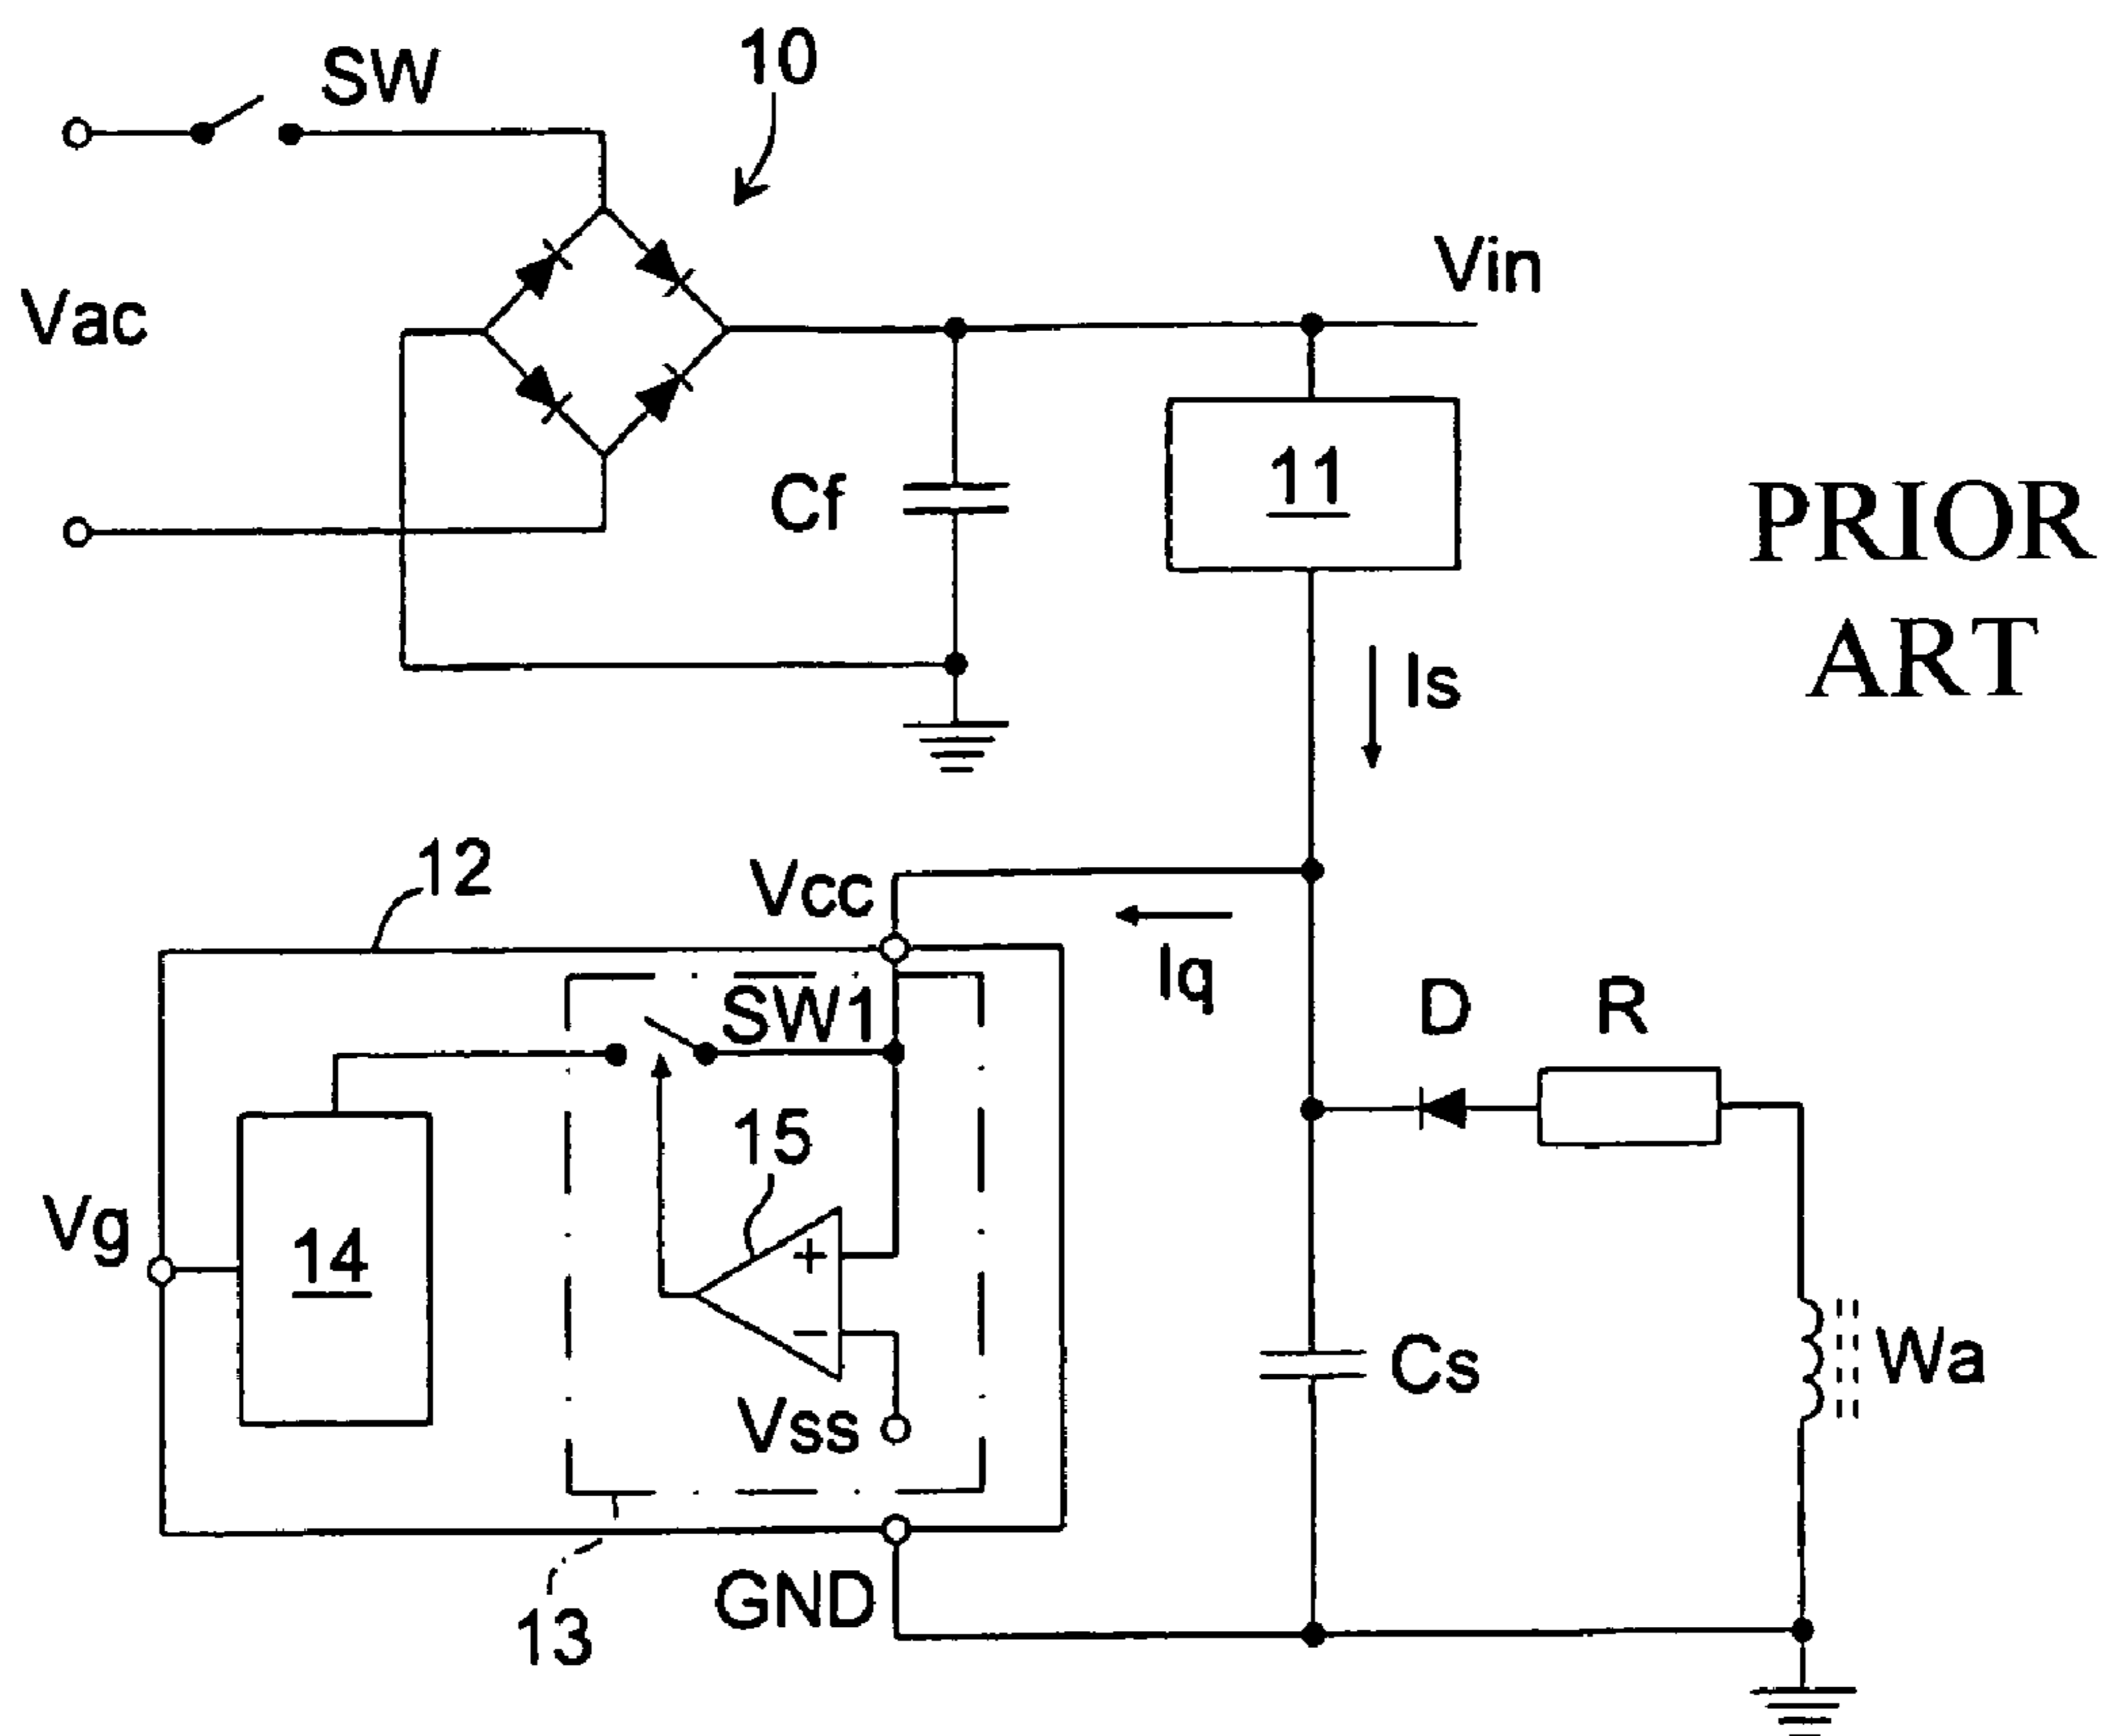 SW
10
Vac
Vin
Cf
11
PRIOR
ART
Is
12
Vcc
Iq
SW1
D
R
15
+
Vg
14
−
Cs
Wa
Vss
GND
13